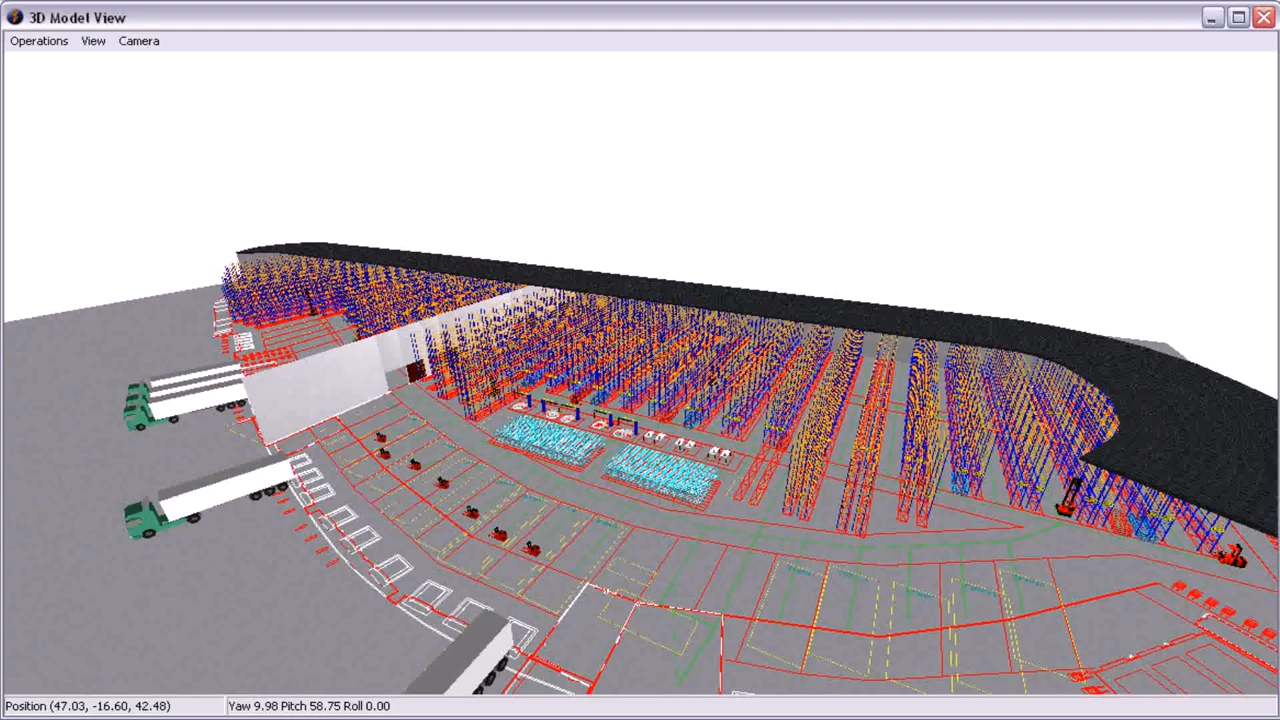 3D Model View
Operations View Camera
Position (47.03, -16.60, 42.48)
Yaw 9.98 Pitch 58.75 Roll 0.00